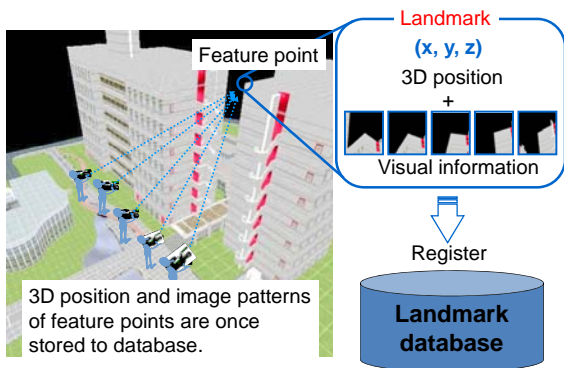 Landmark
Feature point
(x, y, z)
3D position
+
Visual information
Register
3D position and image patterns
of feature points are once
stored to database.
Landmark
database